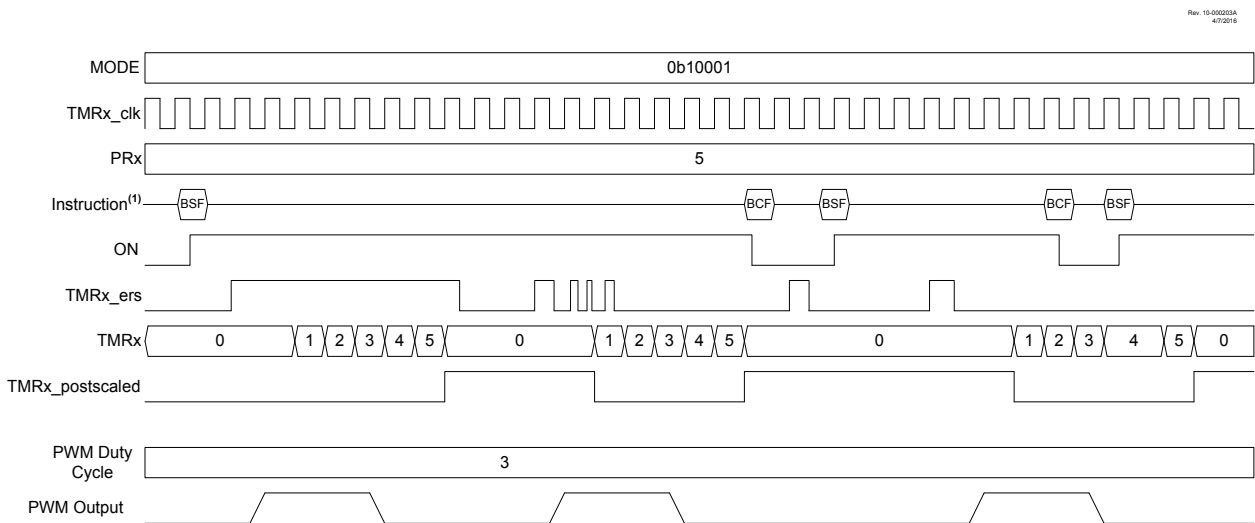 Rev. 10-000203A
4/7/2016
MODE 0b10001
TMRx_clk
PRx 5
Instruction(1) BSF BCF BSF BCF BSF
ON
TMRx_ers
TMRx 0 1 2 3 4 5 0 1 2 3 4 5 0 1 2 3 4 5 0
TMRx_postscaled
PWM Duty
Cycle 3
PWM Output